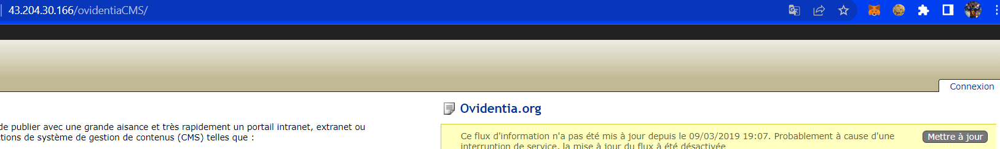 43.204.30.166/ovidentiaCMS/
Connexion
de publier avec une grande aisance et très rapidement un portail intranet, extranet ou
ctions de système de gestion de contenus (CMS) telles que :
Ovidentia.org
Ce flux d'information n'a pas été mis à jour depuis le 09/03/2019 19:07. Probablement à cause d'une
interruption de service, la mise à jour du flux à été désactivée
Mettre à jour